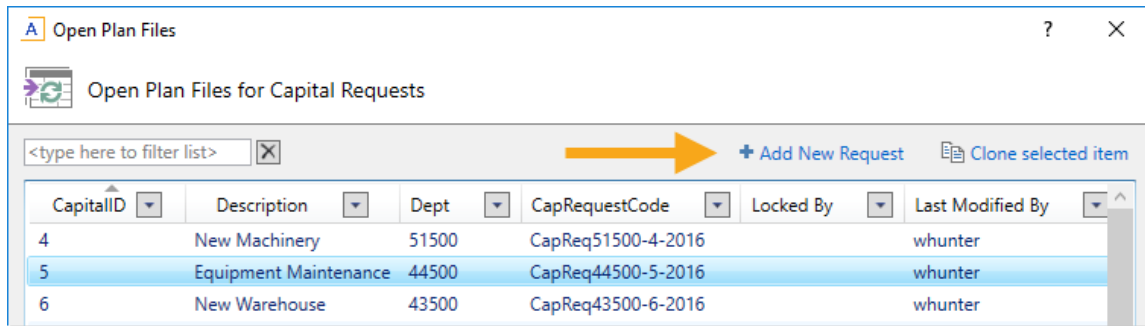 A Open Plan Files ?
Open Plan Files for Capital Requests
<type here to filter list> + Add New Request Clone selected item
CapitalID Description Dept CapRequestCode Locked By Last Modified By
4 New Machinery 51500 CapReq51500-4-2016 whunter
5 Equipment Maintenance 44500 CapReq44500-5-2016 whunter
6 New Warehouse 43500 CapReq43500-6-2016 whunter